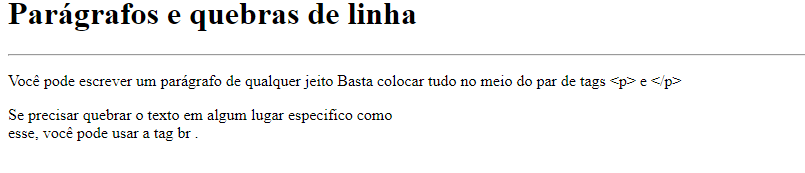 Parágrafos e quebras de linha
Você pode escrever um parágrafo de qualquer jeito Basta colocar tudo no meio do par de tags <p> e </p>
Se precisar quebrar o texto em algum lugar especifico como
esse, você pode usar a tag br .